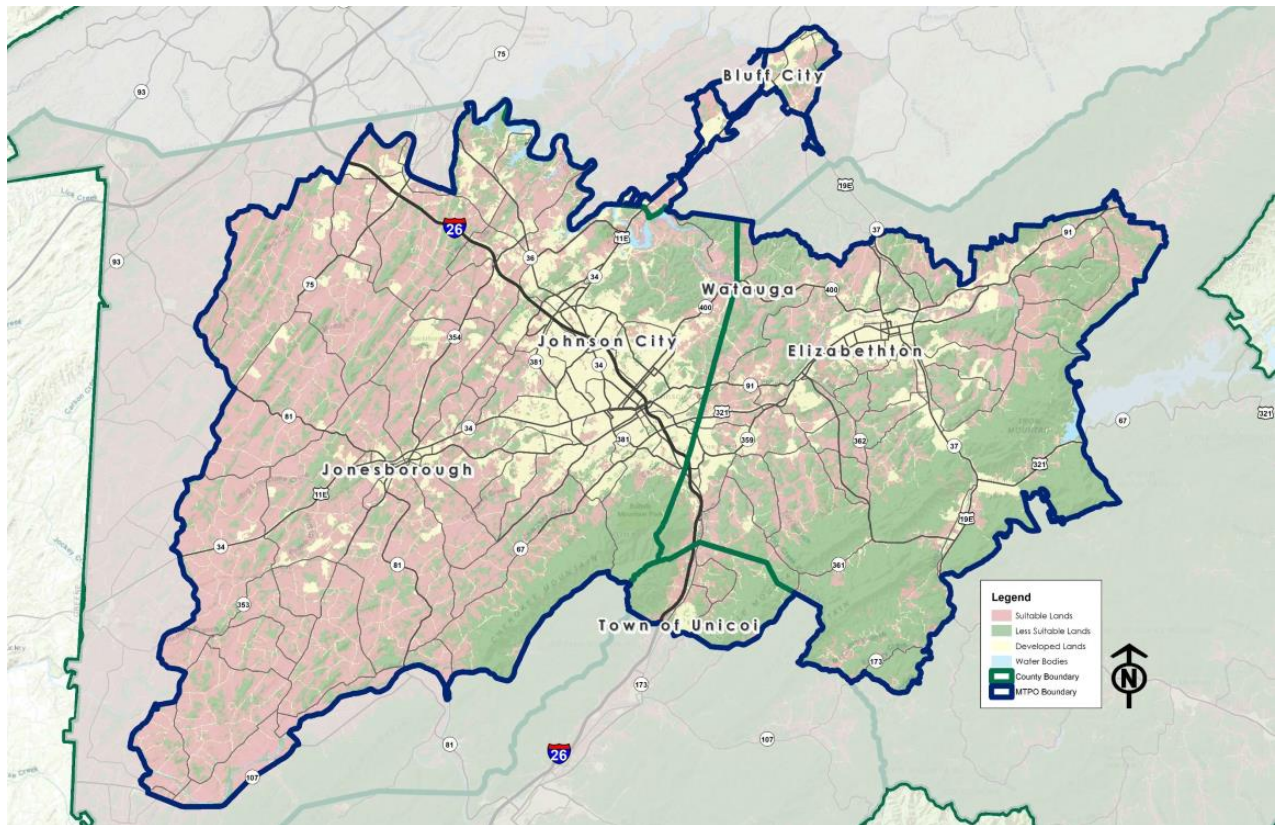 75
Bluff City
93
19E
37
91
26
11E
36
34
93
75
Watauga
400
400
Johnson City
354
381
34
Elizabethton
91
321
81
34
321
67
381
359
362
37
Jonesborough
321
11E
19E
34
67
361
81
353
Town of Unicoi
173
173
81
26
107
107
Legend
Suitable Lands
Less Suitable Lands
Developed Lands
Water Bodies
County Boundary
MTPO Boundary
N